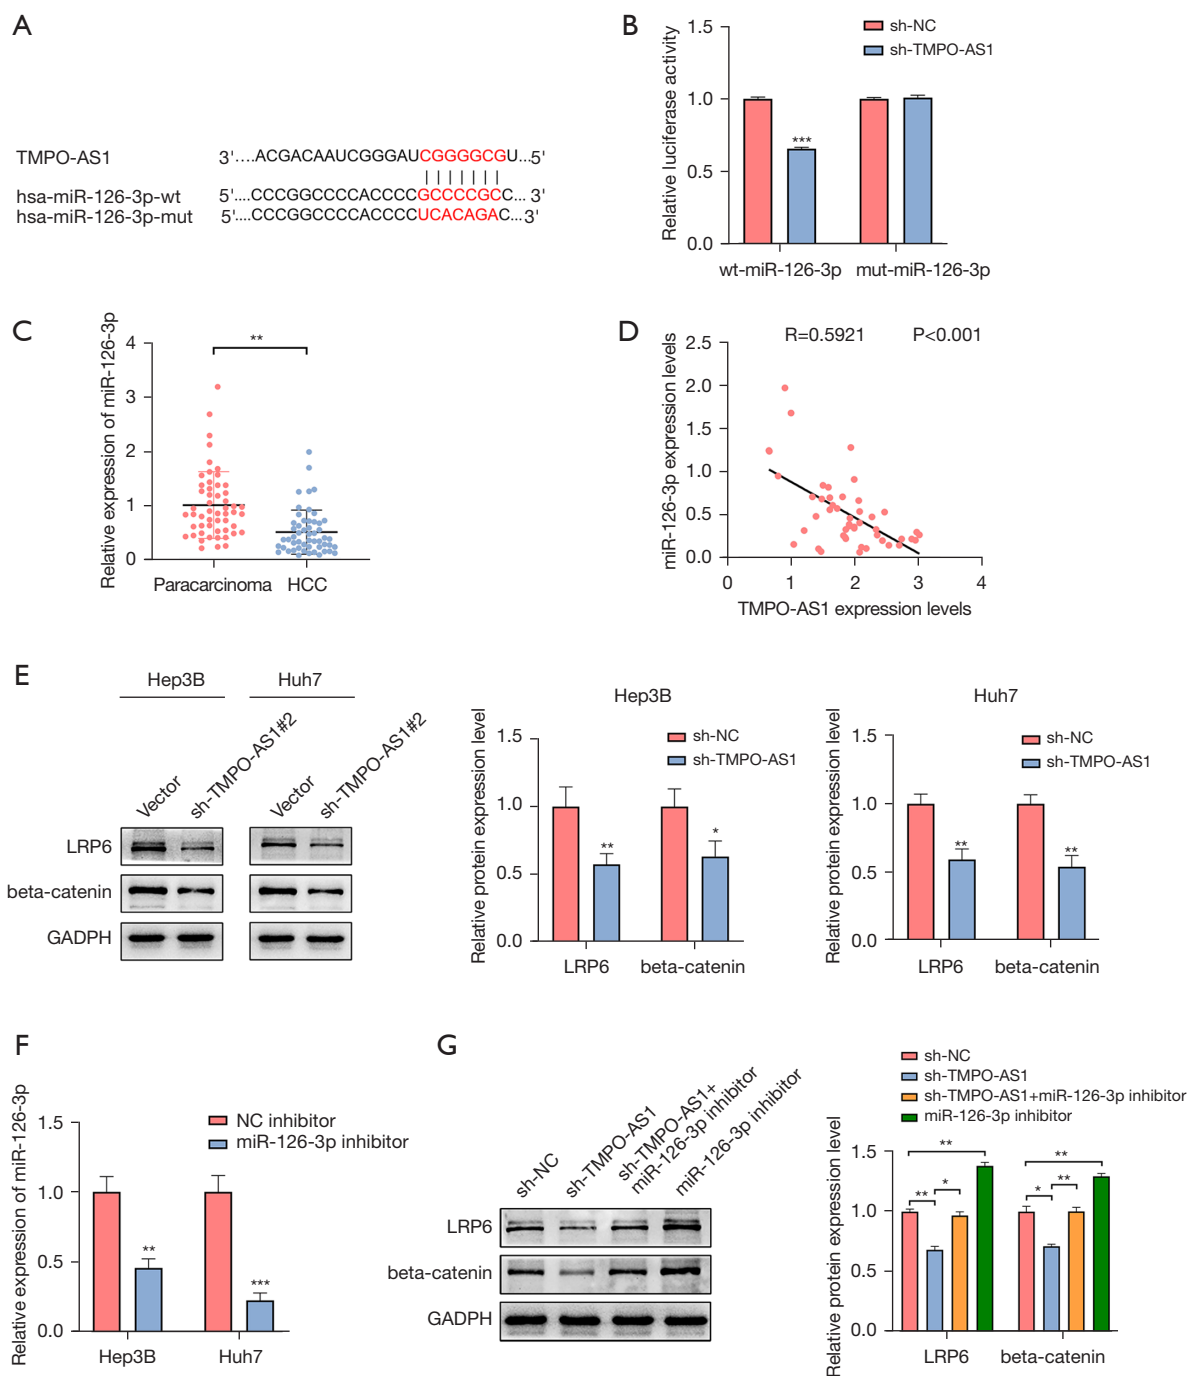 A
TMPO-AS1 3'....ACGACAAUCGGGAUCGGGGCGU...5'
hsa-miR-126-3p-wt 5'....CCCGGCCCCACCCCGCCCCGCC... 3'
hsa-miR-126-3p-mut 5'....CCCGGCCCCACCCCUCACAGAC... 3'
B
sh-NC
sh-TMPO-AS1
Relative luciferase activity
1.5
1.0
0.5
0.0
***
wt-miR-126-3p mut-miR-126-3p
C
Relative expression of miR-126-3p
4
3
2
1
0
**
Paracarcinoma HCC
D
R=0.5921 P<0.001
miR-126-3p expression levels
2.5
2.0
1.5
1.0
0.5
0.0
0 1 2 3 4
TMPO-AS1 expression levels
E
Hep3B Huh7
Vector sh-TMPO-AS1#2 Vector sh-TMPO-AS1#2
LRP6
beta-catenin
GADPH
Hep3B
sh-NC
sh-TMPO-AS1
Relative protein expression level
1.5
1.0
0.5
0.0
** *
LRP6 beta-catenin
Huh7
sh-NC
sh-TMPO-AS1
Relative protein expression level
1.5
1.0
0.5
0.0
** **
LRP6 beta-catenin
F
NC inhibitor
miR-126-3p inhibitor
Relative expression of miR-126-3p
1.5
1.0
0.5
0.0
** ***
Hep3B Huh7
G
sh-NC
sh-TMPO-AS1
sh-TMPO-AS1+
miR-126-3p inhibitor
miR-126-3p inhibitor
LRP6
beta-catenin
GADPH
sh-NC
sh-TMPO-AS1
sh-TMPO-AS1+miR-126-3p inhibitor
miR-126-3p inhibitor
Relative protein expression level
1.5
1.0
0.5
0.0
** **
** * * **
LRP6 beta-catenin